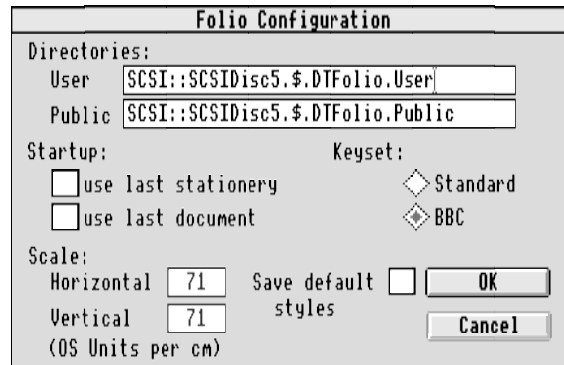 Folio Configuration
Directories:
User SCSI::SCSIDisc5.$.DTFolio.User
Public SCSI::SCSIDisc5.$.DTFolio.Public
Startup: Keyset:
use last stationery Standard
use last document BBC
Scale:
Horizontal 71 Save default OK
Vertical 71 styles Cancel
(OS Units per cm)